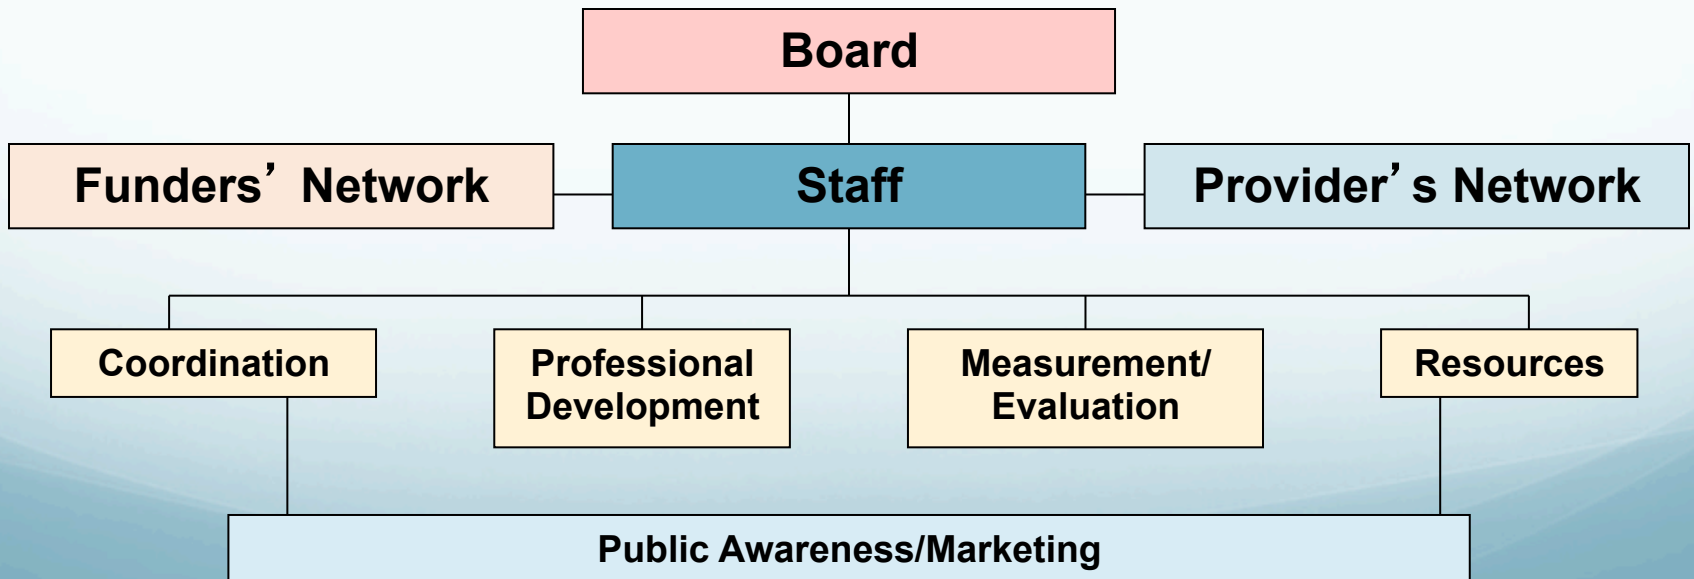 Board
Funders’ Network
Staff
Provider’s Network
Coordination
Professional
Development
Measurement/
Evaluation
Resources
Public Awareness/Marketing